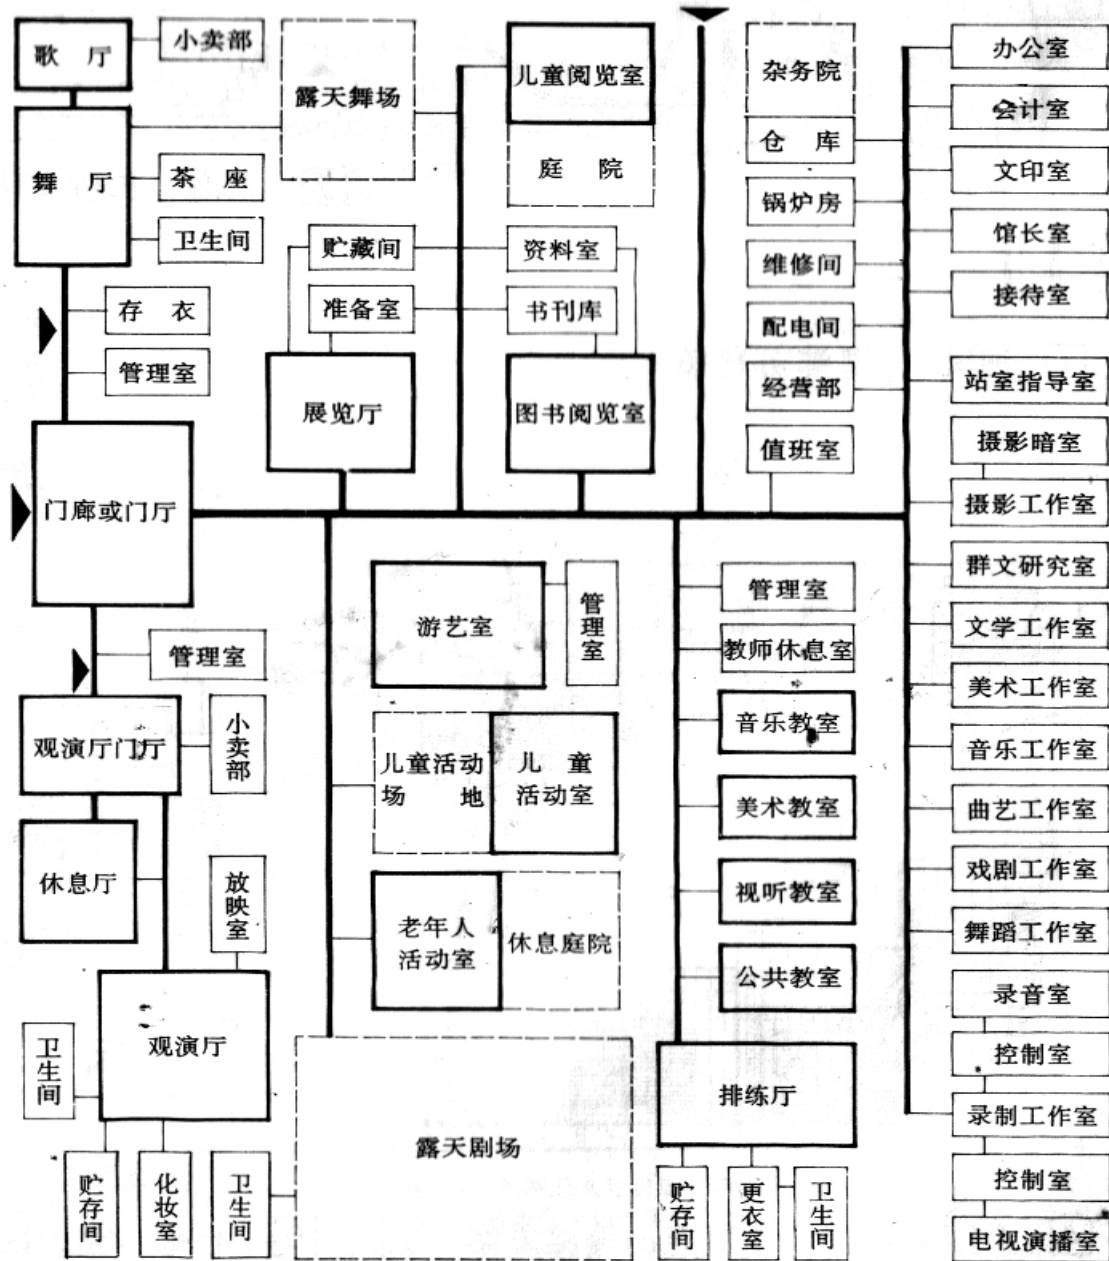 歌 厅
小卖部
露天舞场
舞 厅
茶 座
卫生间
存 衣
管理室
儿童阅览室
庭 院
贮藏间
资料室
准备室
书刊库
展览厅
图书阅览室
杂务院
仓 库
锅炉房
维修间
配电间
经营部
值班室
办公室
会计室
文印室
馆长室
接待室
站室指导室
摄影暗室
摄影工作室
群文研究室
文学工作室
美术工作室
音乐工作室
曲艺工作室
戏剧工作室
舞蹈工作室
录音室
控制室
录制工作室
控制室
电视演播室
门廊或门厅
管理室
观演厅门厅
小卖部
休息厅
放映室
观演厅
卫生间
贮存间
化妆室
卫生间
游艺室
管理室
儿童活动
场 地
儿 童
活动室
老年人
活动室
休息庭院
露天剧场
管理室
教师休息室
音乐教室
美术教室
视听教室
公共教室
排练厅
贮存间
更衣室
卫生间